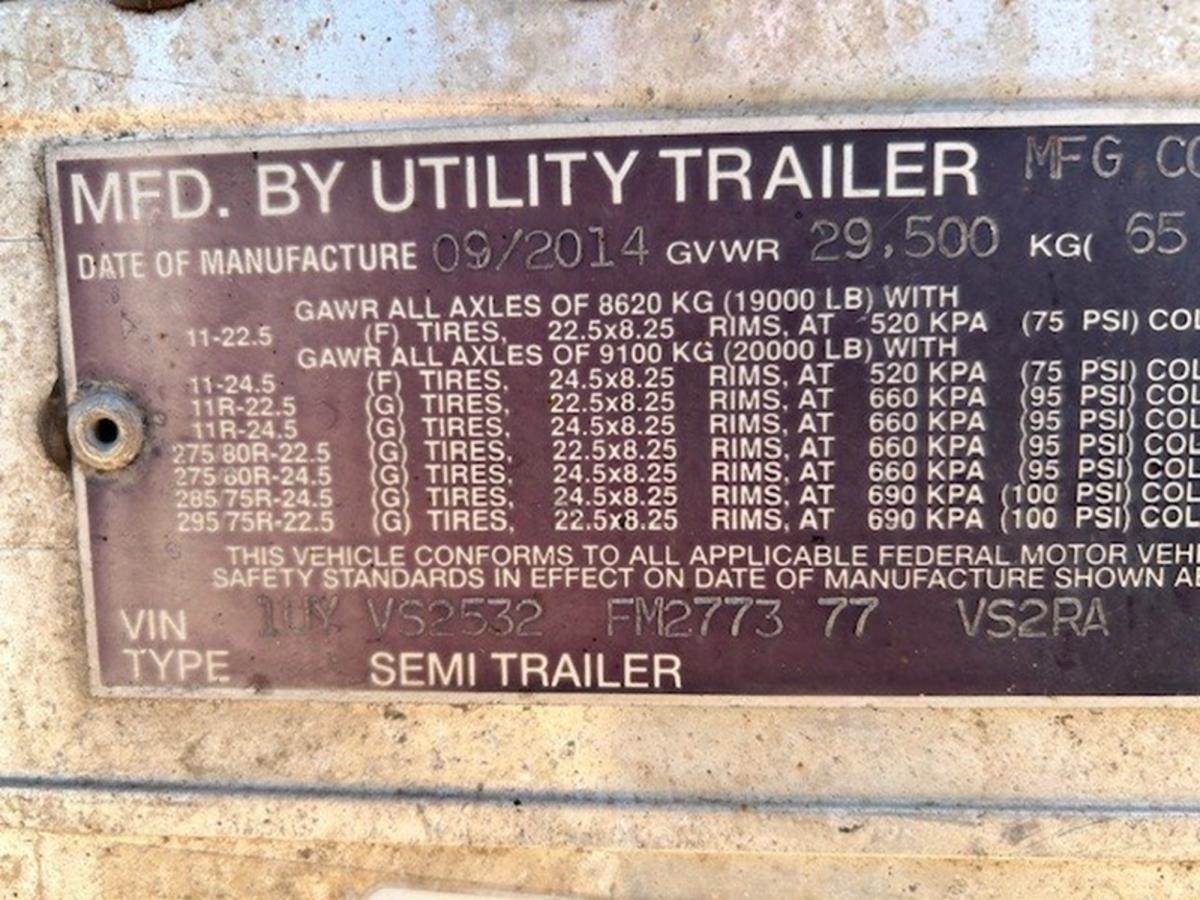 MFD. BY UTILITY TRAILER MFG CO
DATE OF MANUFACTURE 09/2014 GVWR 29,500 KG( 65
GAWR ALL AXLES OF 8620 KG (19000 LB) WITH
11-22.5 (F) TIRES, 22.5x8.25 RIMS, AT 520 KPA (75 PSI) COL
GAWR ALL AXLES OF 9100 KG (20000 LB) WITH
11-24.5 (F) TIRES, 24.5x8.25 RIMS, AT 520 KPA (75 PSI) COL
11R-22.5 (G) TIRES, 22.5x8.25 RIMS, AT 660 KPA (95 PSI) COL
11R-24.5 (G) TIRES, 24.5x8.25 RIMS, AT 660 KPA (95 PSI) COL
275/80R-22.5 (G) TIRES, 22.5x8.25 RIMS, AT 660 KPA (95 PSI) COL
275/80R-24.5 (G) TIRES, 24.5x8.25 RIMS, AT 660 KPA (95 PSI) COL
285/75R-24.5 (G) TIRES, 24.5x8.25 RIMS, AT 690 KPA (100 PSI) COL
295/75R-22.5 (G) TIRES, 22.5x8.25 RIMS, AT 690 KPA (100 PSI) COL
THIS VEHICLE CONFORMS TO ALL APPLICABLE FEDERAL MOTOR VEHI
SAFETY STANDARDS IN EFFECT ON DATE OF MANUFACTURE SHOWN AB
VIN 1UY VS2532 FM2773 77 VS2RA
TYPE SEMI TRAILER